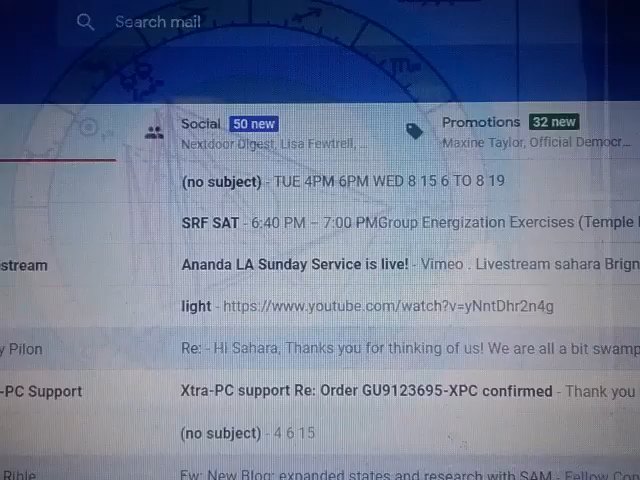 Search mail
Social 50 new
Nextdoor Digest, Lisa Fewtrell, ...
Promotions 32 new
Maxine Taylor, Official Democr...
(no subject) - TUE 4PM 6PM WED 8 15 6 TO 8 19
SRF SAT - 6:40 PM – 7:00 PMGroup Energization Exercises (Temple
stream Ananda LA Sunday Service is live! - Vimeo . Livestream sahara Brign
light - https://www.youtube.com/watch?v=yNntDhr2n4g
y Pilon Re: - Hi Sahara, Thanks you for thinking of us! We are all a bit swamp
-PC Support Xtra-PC support Re: Order GU9123695-XPC confirmed - Thank you
(no subject) - 4 6 15
Rible Fw: New Blog: expanded states and research with SAM - Fellow Con